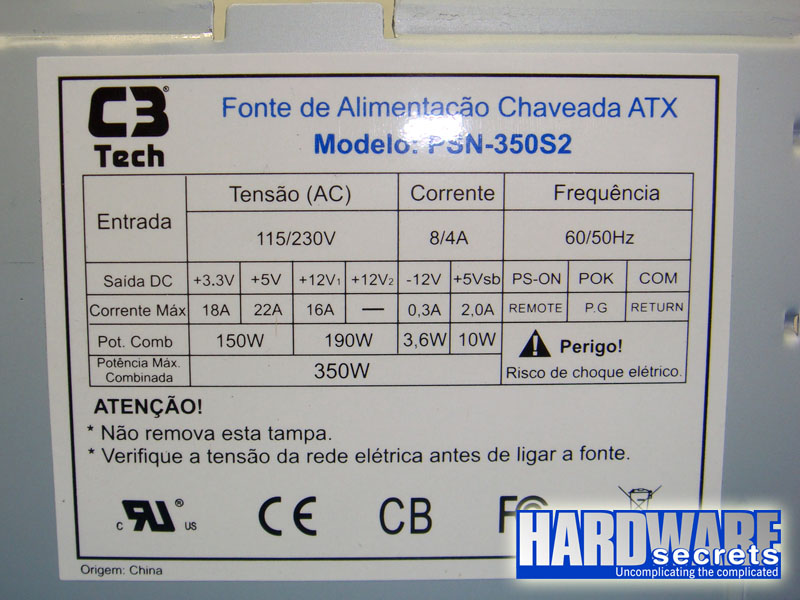 C3® Tech
Fonte de Alimentação Chaveada ATX
Modelo: PSN-350S2
Entrada
Tensão (AC) Corrente Frequência
115/230V 8/4A 60/50Hz
Saída DC +3.3V +5V +12V1 +12V2 -12V +5Vsb PS-ON POK COM
Corrente Máx 18A 22A 16A — 0,3A 2,0A REMOTE P.G RETURN
Pot. Comb 150W 190W 3,6W 10W
Perigo!
Risco de choque elétrico.
Potência Máx. Combinada 350W
ATENÇÃO!
* Não remova esta tampa.
* Verifique a tensão da rede elétrica antes de ligar a fonte.
c RU ® US CE CB FC
Origem: China
HARDWARE
secrets
Uncomplicating the complicated